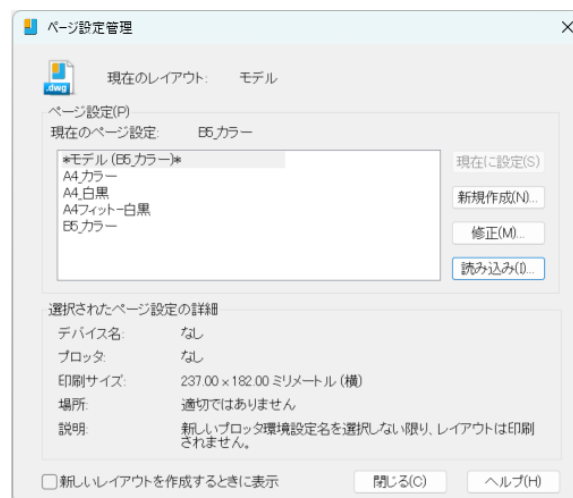 ページ設定管理
.dwg
現在のレイアウト: モデル
ページ設定(P)
現在のページ設定: B5_カラー
*モデル (B5_カラー)*
A4_カラー
A4_白黒
A4フィットー白黒
B5_カラー
現在に設定(S)
新規作成(N)...
修正(M)...
読み込み(I)...
選択されたページ設定の詳細
デバイス名: なし
プロッタ: なし
印刷サイズ: 237.00 x 182.00 ミリメートル (横)
場所: 適切ではありません
説明: 新しいプロッタ環境設定名を選択しない限り、レイアウトは印刷
されません。
新しいレイアウトを作成するときに表示
閉じる(C)
ヘルプ(H)